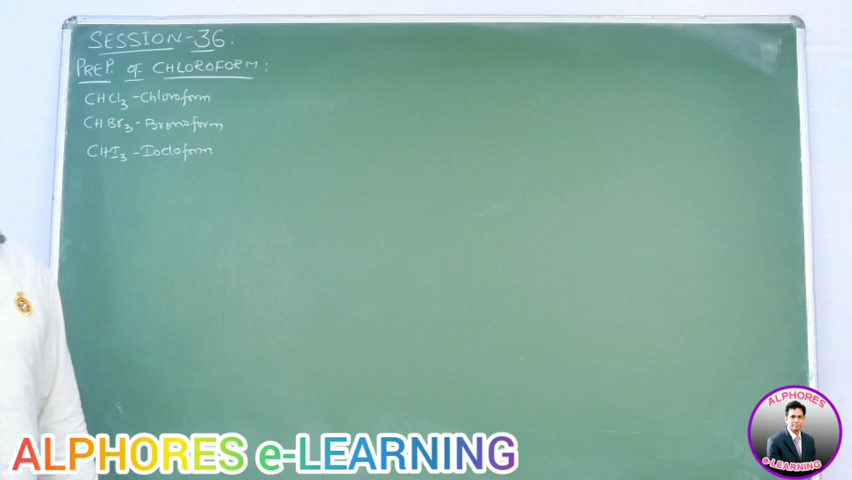 SESSION-36:
PREP. of CHLOROFORM:
CHCl3 - Chloroform
CHBr3 - Bromoform
CHI3 - Iodoform
ALPHORES e-LEARNING
ALPHORES
e-LEARNING